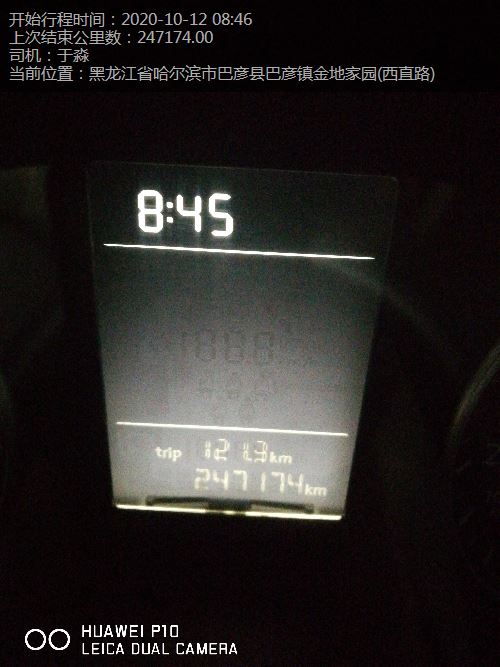 开始行程时间：2020-10-12 08:46
上次结束公里数：247174.00
司机：于淼
当前位置：黑龙江省哈尔滨市巴彦县巴彦镇金地家园(西直路)
8:45
trip 121.3 km
247174 km
HUAWEI P10
LEICA DUAL CAMERA